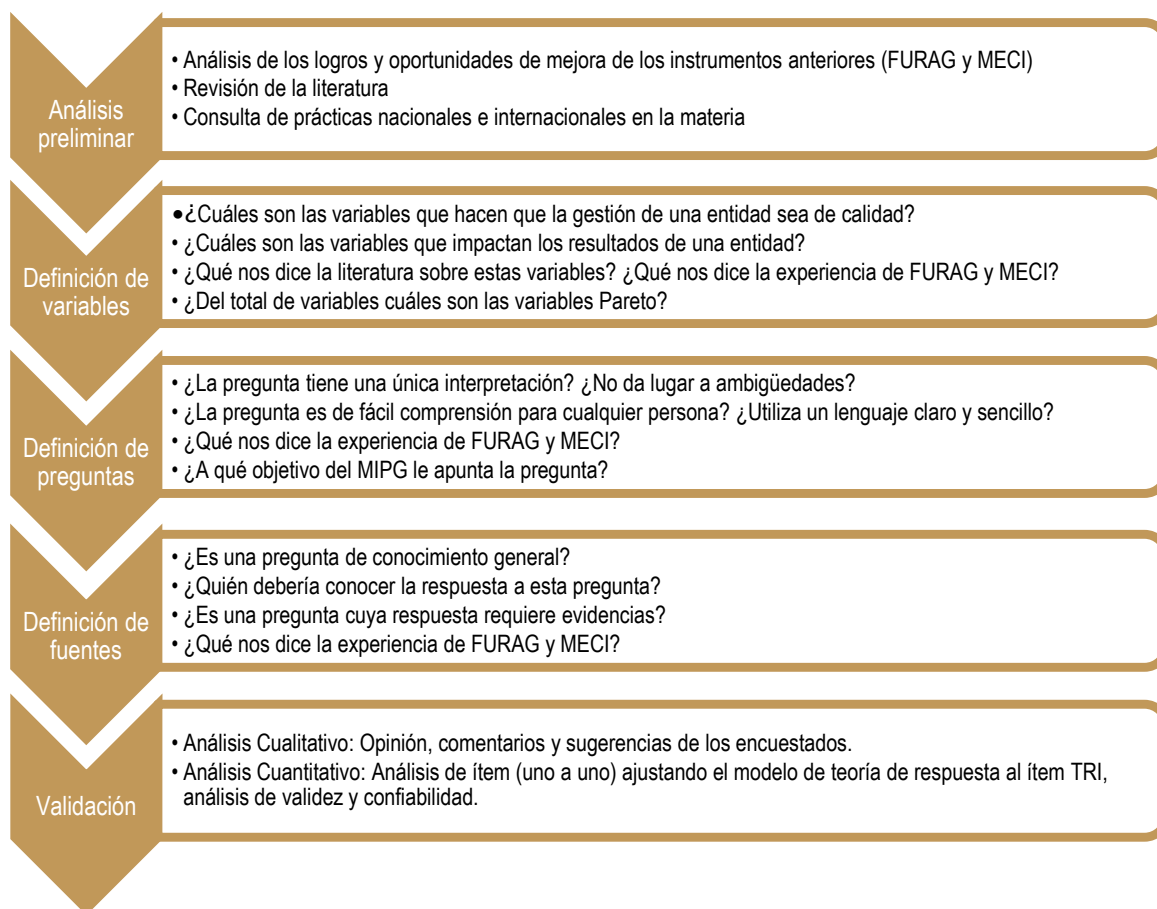 Análisis
preliminar
• Análisis de los logros y oportunidades de mejora de los instrumentos anteriores (FURAG y MECI)
• Revisión de la literatura
• Consulta de prácticas nacionales e internacionales en la materia
Definición de
variables
•¿Cuáles son las variables que hacen que la gestión de una entidad sea de calidad?
• ¿Cuáles son las variables que impactan los resultados de una entidad?
• ¿Qué nos dice la literatura sobre estas variables? ¿Qué nos dice la experiencia de FURAG y MECI?
• ¿Del total de variables cuáles son las variables Pareto?
Definición de
preguntas
• ¿La pregunta tiene una única interpretación? ¿No da lugar a ambigüedades?
• ¿La pregunta es de fácil comprensión para cualquier persona? ¿Utiliza un lenguaje claro y sencillo?
• ¿Qué nos dice la experiencia de FURAG y MECI?
• ¿A qué objetivo del MIPG le apunta la pregunta?
Definición de
fuentes
• ¿Es una pregunta de conocimiento general?
• ¿Quién debería conocer la respuesta a esta pregunta?
• ¿Es una pregunta cuya respuesta requiere evidencias?
• ¿Qué nos dice la experiencia de FURAG y MECI?
Validación
• Análisis Cualitativo: Opinión, comentarios y sugerencias de los encuestados.
• Análisis Cuantitativo: Análisis de ítem (uno a uno) ajustando el modelo de teoría de respuesta al ítem TRI,
análisis de validez y confiabilidad.